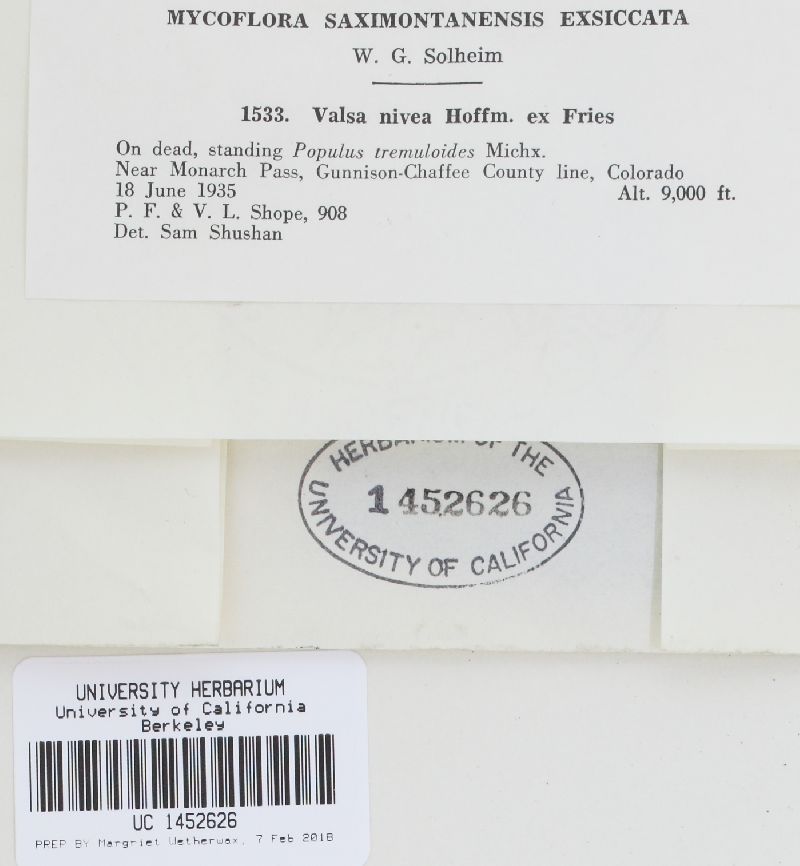 MYCOFLORA SAXIMONTANENSIS EXSICCATA
W. G. Solheim
1533. Valsa nivea Hoffm. ex Fries
On dead, standing Populus tremuloides Michx.
Near Monarch Pass, Gunnison-Chaffee County line, Colorado
18 June 1935 Alt. 9,000 ft.
P. F. & V. L. Shope, 908
Det. Sam Shushan
HERBARIUM OF THE
1452626
UNIVERSITY OF CALIFORNIA
UNIVERSITY HERBARIUM
University of California
Berkeley
UC 1452626
PREP BY Margriet Wetherwax, 7 Feb 2018